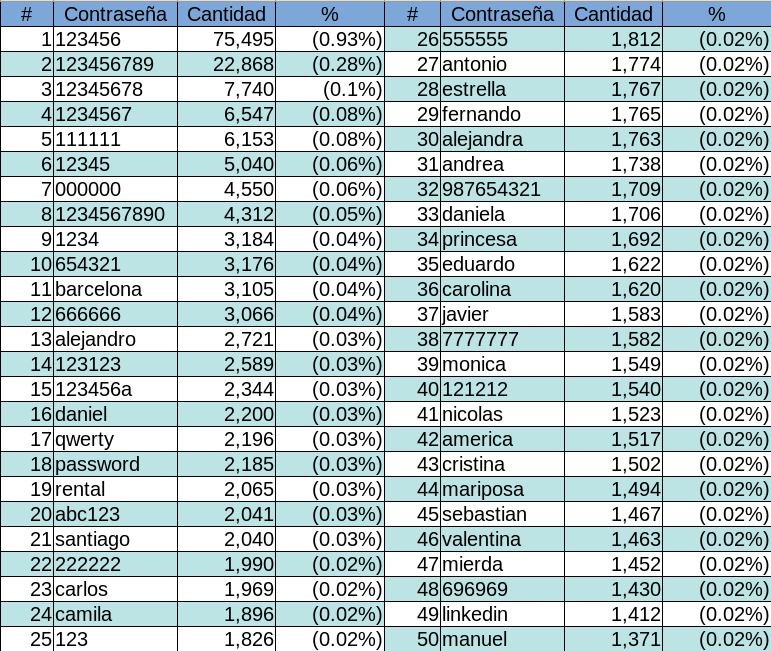 # Contraseña Cantidad % # Contraseña Cantidad %
1 123456 75,495 (0.93%) 26 555555 1,812 (0.02%)
2 123456789 22,868 (0.28%) 27 antonio 1,774 (0.02%)
3 12345678 7,740 (0.1%) 28 estrella 1,767 (0.02%)
4 1234567 6,547 (0.08%) 29 fernando 1,765 (0.02%)
5 111111 6,153 (0.08%) 30 alejandra 1,763 (0.02%)
6 12345 5,040 (0.06%) 31 andrea 1,738 (0.02%)
7 000000 4,550 (0.06%) 32 987654321 1,709 (0.02%)
8 1234567890 4,312 (0.05%) 33 daniela 1,706 (0.02%)
9 1234 3,184 (0.04%) 34 princesa 1,692 (0.02%)
10 654321 3,176 (0.04%) 35 eduardo 1,622 (0.02%)
11 barcelona 3,105 (0.04%) 36 carolina 1,620 (0.02%)
12 666666 3,066 (0.04%) 37 javier 1,583 (0.02%)
13 alejandro 2,721 (0.03%) 38 7777777 1,582 (0.02%)
14 123123 2,589 (0.03%) 39 monica 1,549 (0.02%)
15 123456a 2,344 (0.03%) 40 121212 1,540 (0.02%)
16 daniel 2,200 (0.03%) 41 nicolas 1,523 (0.02%)
17 qwerty 2,196 (0.03%) 42 america 1,517 (0.02%)
18 password 2,185 (0.03%) 43 cristina 1,502 (0.02%)
19 rental 2,065 (0.03%) 44 mariposa 1,494 (0.02%)
20 abc123 2,041 (0.03%) 45 sebastian 1,467 (0.02%)
21 santiago 2,040 (0.03%) 46 valentina 1,463 (0.02%)
22 222222 1,990 (0.02%) 47 mierda 1,452 (0.02%)
23 carlos 1,969 (0.02%) 48 696969 1,430 (0.02%)
24 camila 1,896 (0.02%) 49 linkedin 1,412 (0.02%)
25 123 1,826 (0.02%) 50 manuel 1,371 (0.02%)